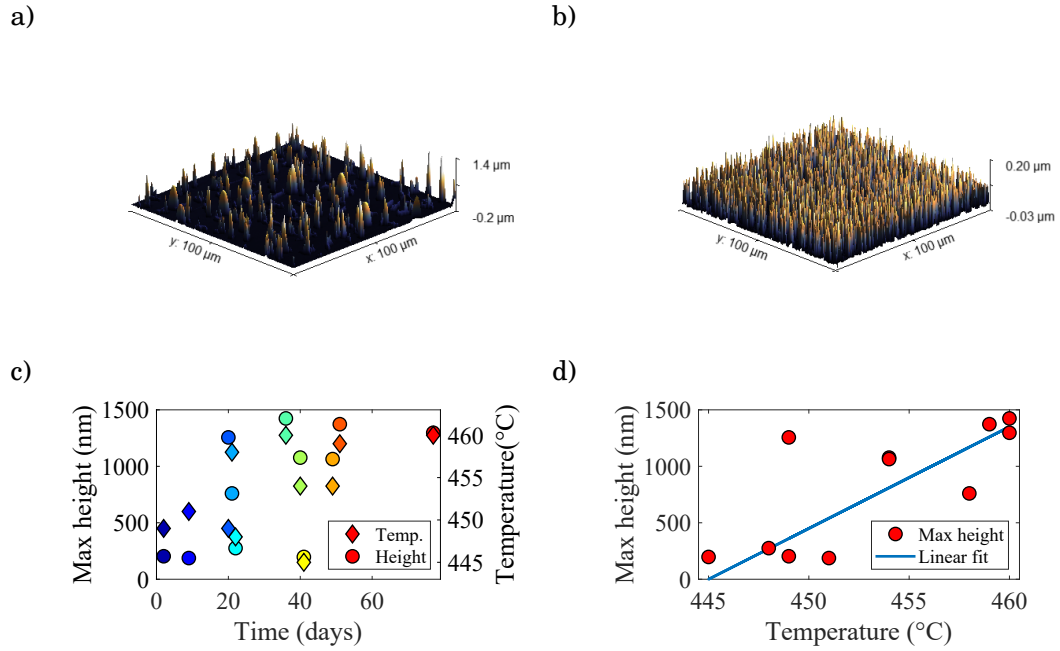 a)
b)
1.4 µm
-0.2 µm
y: 100 µm
x: 100 µm
0.20 µm
-0.03 µm
y: 100 µm
x: 100 µm
c)
d)
Max height (nm)
1500
1000
500
0
0
20
40
60
Time (days)
460
455
450
445
Temperature(°C)
Temp.
Height
Max height (nm)
1500
1000
500
0
445
450
455
460
Temperature (°C)
Max height
Linear fit